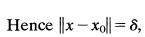 Hence ‖x − x₀‖ = δ,